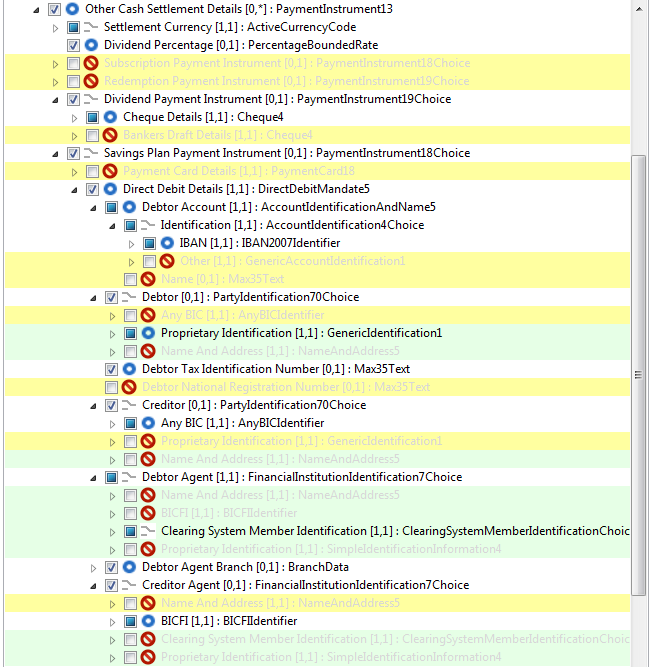 Other Cash Settlement Details [0,*] : PaymentInstrument13
Settlement Currency [1,1] : ActiveCurrencyCode
Dividend Percentage [0,1] : PercentageBoundedRate
Subscription Payment Instrument [0,1] : PaymentInstrument18Choice
Redemption Payment Instrument [0,1] : PaymentInstrument19Choice
Dividend Payment Instrument [0,1] : PaymentInstrument19Choice
Cheque Details [1,1] : Cheque4
Bankers Draft Details [1,1] : Cheque4
Savings Plan Payment Instrument [0,1] : PaymentInstrument18Choice
Payment Card Details [1,1] : PaymentCard18
Direct Debit Details [1,1] : DirectDebitMandate5
Debtor Account [1,1] : AccountIdentificationAndName5
Identification [1,1] : AccountIdentification4Choice
IBAN [1,1] : IBAN2007Identifier
Other [1,1] : GenericAccountIdentification1
Name [0,1] : Max35Text
Debtor [0,1] : PartyIdentification70Choice
Any BIC [1,1] : AnyBICIdentifier
Proprietary Identification [1,1] : GenericIdentification1
Name And Address [1,1] : NameAndAddress5
Debtor Tax Identification Number [0,1] : Max35Text
Debtor National Registration Number [0,1] : Max35Text
Creditor [0,1] : PartyIdentification70Choice
Any BIC [1,1] : AnyBICIdentifier
Proprietary Identification [1,1] : GenericIdentification1
Name And Address [1,1] : NameAndAddress5
Debtor Agent [1,1] : FinancialInstitutionIdentification7Choice
Name And Address [1,1] : NameAndAddress5
BICFI [1,1] : BICFIIdentifier
Clearing System Member Identification [1,1] : ClearingSystemMemberIdentificationChoic
Proprietary Identification [1,1] : SimpleIdentificationInformation4
Debtor Agent Branch [0,1] : BranchData
Creditor Agent [0,1] : FinancialInstitutionIdentification7Choice
Name And Address [1,1] : NameAndAddress5
BICFI [1,1] : BICFIIdentifier
Clearing System Member Identification [1,1] : ClearingSystemMemberIdentificationChoic
Proprietary Identification [1,1] : SimpleIdentificationInformation4